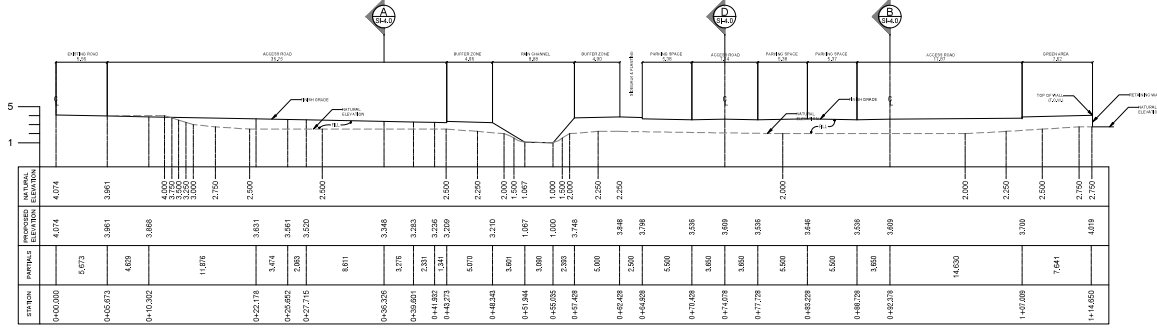 A
SI-4.0
D
SI-4.0
B
SI-4.0
EXISTING ROAD
ACCESS ROAD
BUFFER ZONE
RAIN CHANNEL
BUFFER ZONE
PARKING SPACE
ACCESS ROAD
PARKING SPACE
PARKING SPACE
ACCESS ROAD
GREEN AREA
FINISH GRADE
NATURAL
ELEVATION
FILL
NATURAL
ELEVATION
FINISH GRADE
FILL
TOP OF WALL
RETAINING WA
NATURAL
5
1
NATURAL
ELEVATION
4.074
3.961
4.000
3.750
3.500
3.250
3.000
2.750
2.500
2.500
2.500
2.250
2.000
1.500
1.067
1.000
1.500
2.000
2.250
2.250
2.000
2.000
2.250
2.500
2.750
2.750
PROPOSED
ELEVATION
4.074
3.961
3.868
3.631
3.561
3.520
3.348
3.283
3.236
3.209
3.210
1.067
1.000
3.748
3.848
3.798
3.536
3.609
3.536
3.646
3.536
3.609
3.700
4.019
PARTIALS
5.673
4.629
11.876
3.474
2.063
8.611
3.275
2.331
1.341
5.070
3.601
3.090
2.393
5.000
2.500
5.500
3.650
3.650
5.500
5.500
3.650
14.630
7.641
STATION
0+00.000
0+05.673
0+10.302
0+22.178
0+25.652
0+27.715
0+36.326
0+39.601
0+41.932
0+43.273
0+48.343
0+51.944
0+55.035
0+57.428
0+62.428
0+64.928
0+70.428
0+74.078
0+77.728
0+83.228
0+88.728
0+92.378
1+07.009
1+14.650